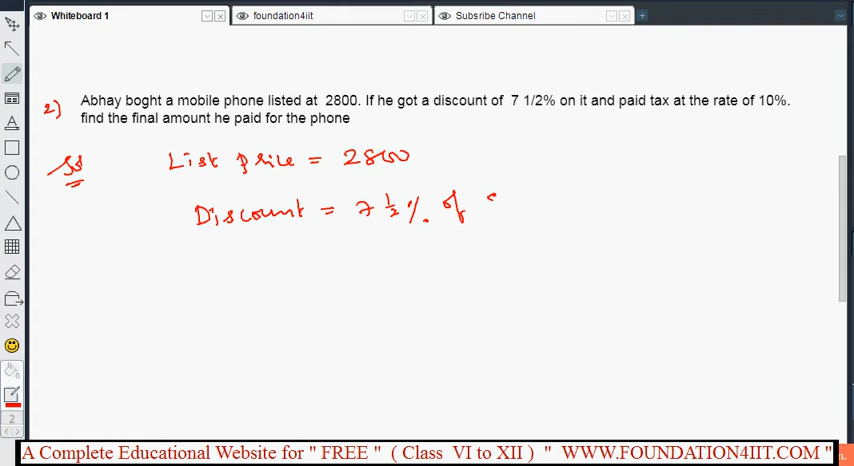 Whiteboard 1
foundation4iit
Subsribe Channel
2) Abhay boght a mobile phone listed at 2800. If he got a discount of 7 1/2% on it and paid tax at the rate of 10%.
find the final amount he paid for the phone
List Price = 2800
Discount = 7 1/2 %. of
2
A Complete Educational Website for " FREE " ( Class VI to XII ) " WWW.FOUNDATION4IIT.COM "